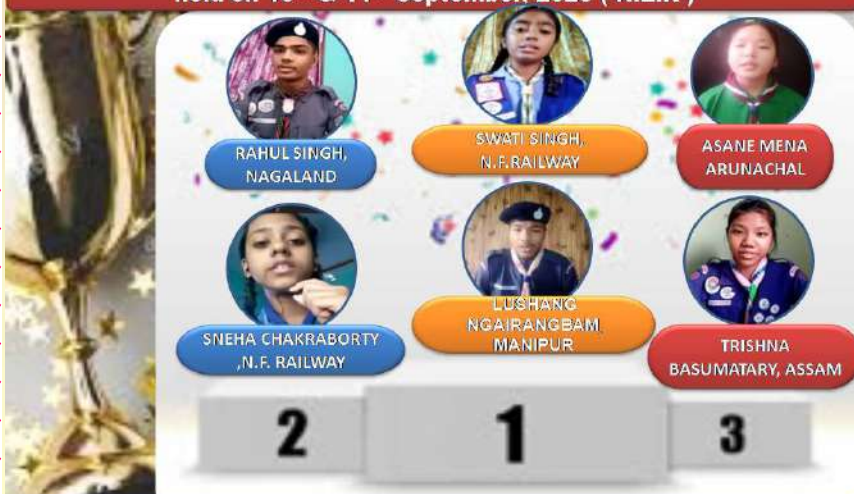 RAHUL SINGH,
NAGALAND
SWATI SINGH,
N.F.RAILWAY
ASANE MENA
ARUNACHAL
SNEHA CHAKRABORTY
,N.F. RAILWAY
LUSHANG
NGAIRANGBAM
MANIPUR
TRISHNA
BASUMATARY, ASSAM
2
1
3